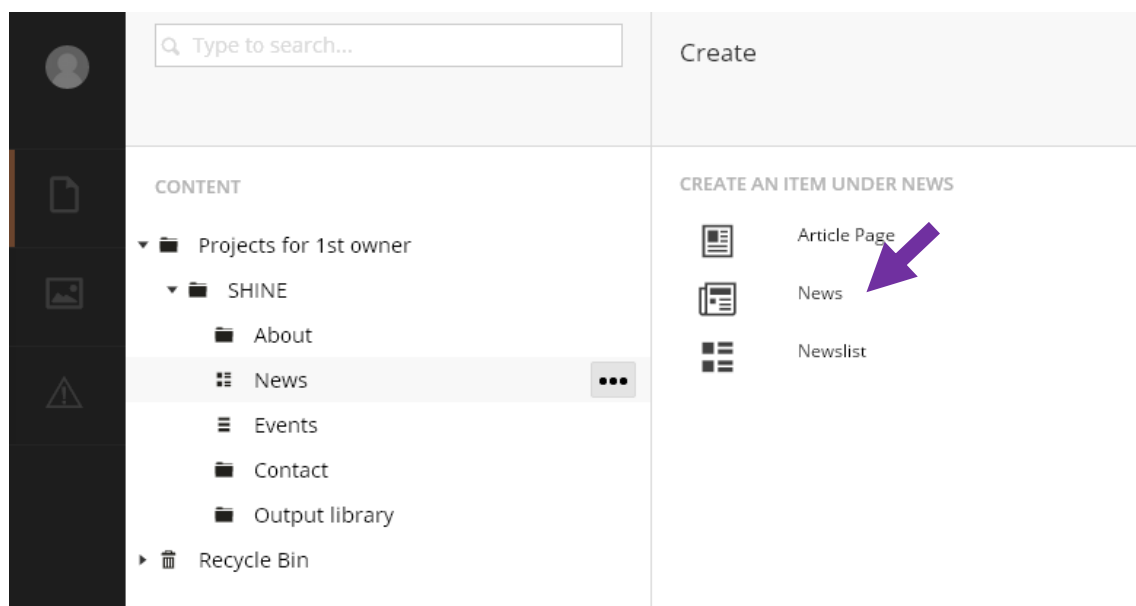 Type to search...
Create
CONTENT
CREATE AN ITEM UNDER NEWS
Projects for 1st owner
SHINE
About
News
Events
Contact
Output library
Recycle Bin
Article Page
News
Newslist